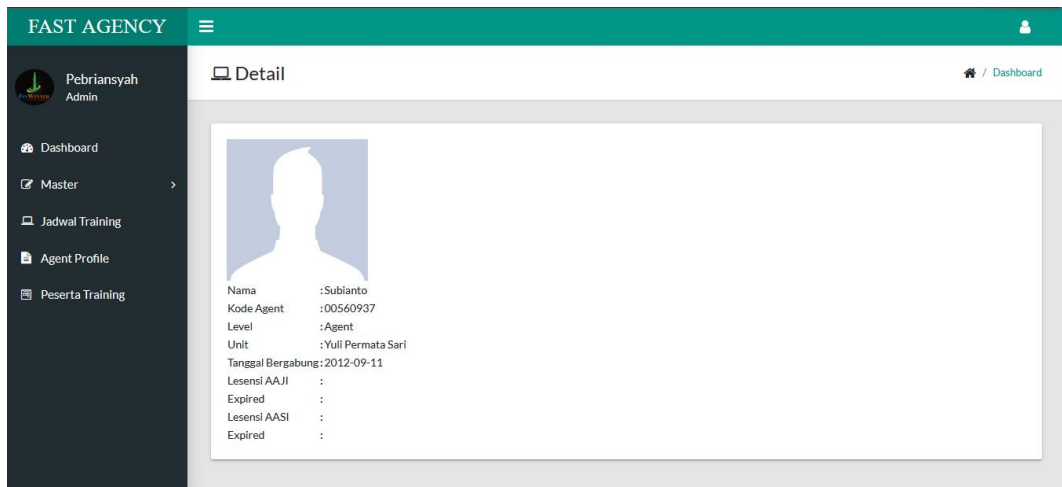 FAST AGENCY
Pebriansyah
Admin
Dashboard
Master
Jadwal Training
Agent Profile
Peserta Training
Detail
/ Dashboard
Nama : Subianto
Kode Agent : 00560937
Level : Agent
Unit : Yuli Permata Sari
Tanggal Bergabung : 2012-09-11
Lesensi AAJI :
Expired :
Lesensi AASI :
Expired :